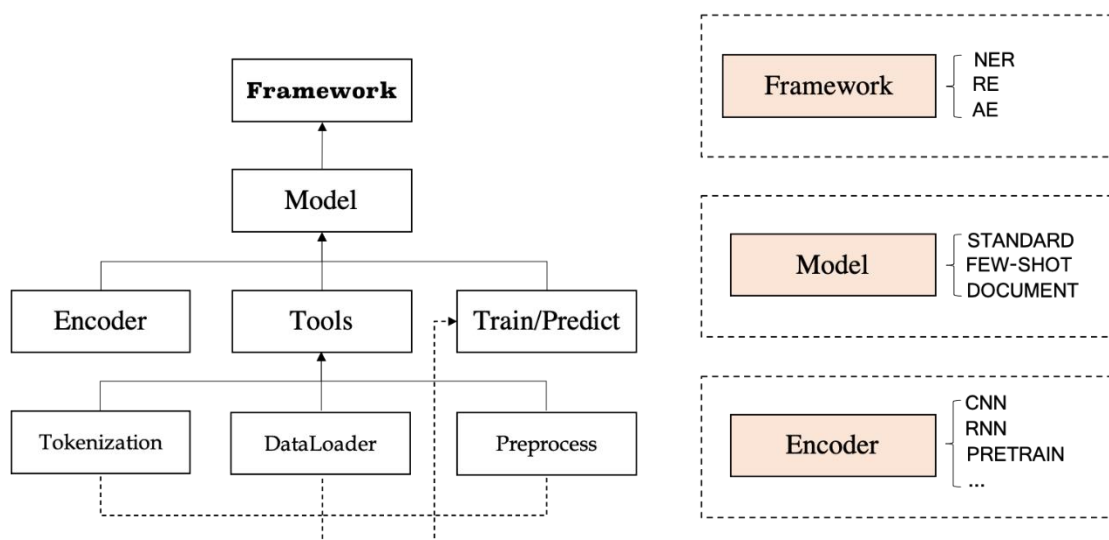 Framework
Model
Encoder
Tools
Train/Predict
Tokenization
DataLoader
Preprocess
Framework
NER
RE
AE
Model
STANDARD
FEW-SHOT
DOCUMENT
Encoder
CNN
RNN
PRETRAIN
...